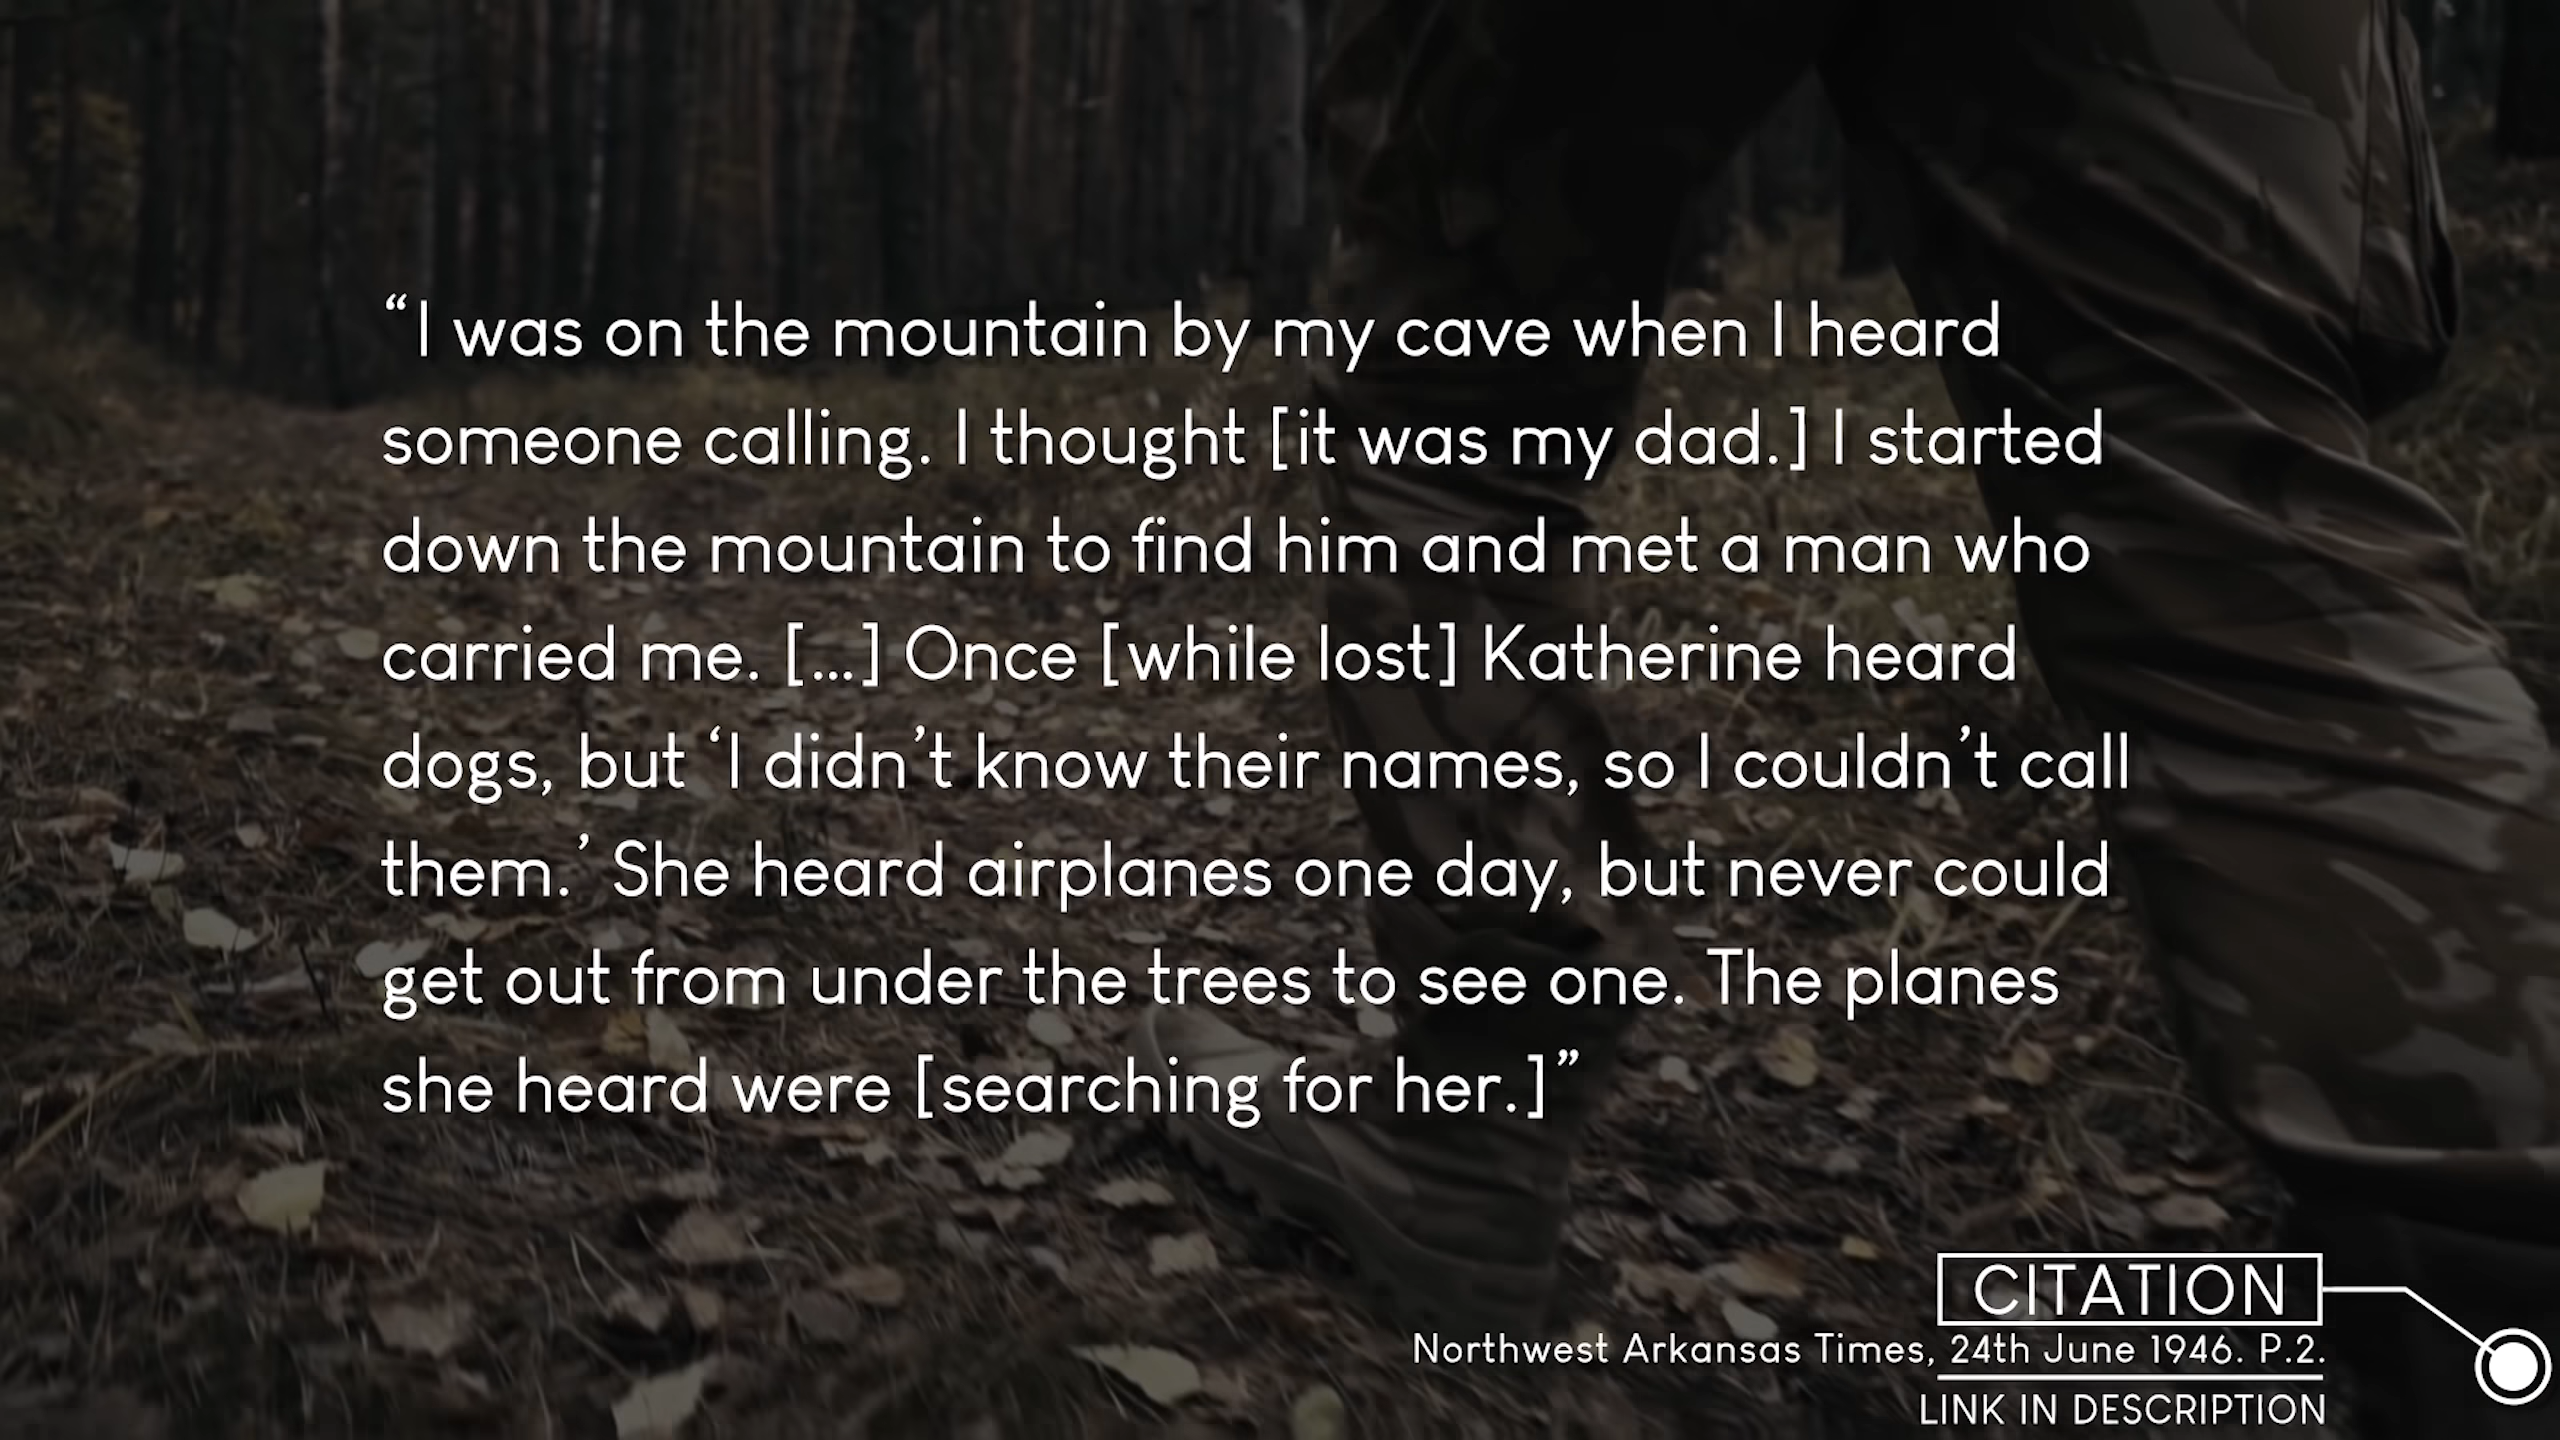 “I was on the mountain by my cave when I heard
someone calling. I thought [it was my dad.] I started
down the mountain to find him and met a man who
carried me. [...] Once [while lost] Katherine heard
dogs, but ‘I didn’t know their names, so I couldn’t call
them.’ She heard airplanes one day, but never could
get out from under the trees to see one. The planes
she heard were [searching for her.]”
CITATION
Northwest Arkansas Times, 24th June 1946. P.2.
LINK IN DESCRIPTION